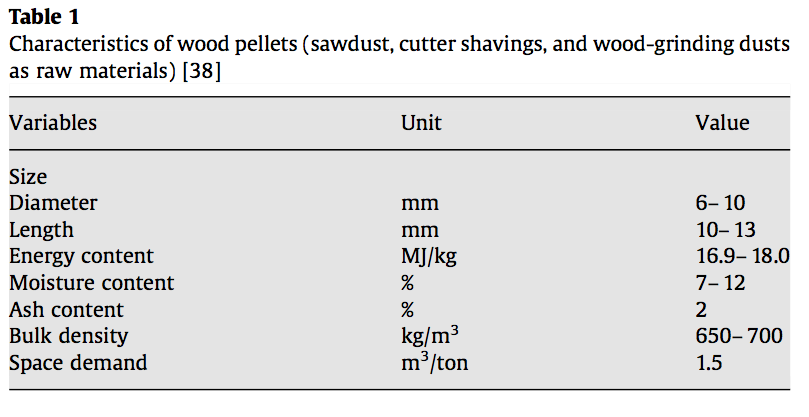 Table 1
Characteristics of wood pellets (sawdust, cutter shavings, and wood-grinding dusts
as raw materials) [38]
Variables Unit Value
Size
Diameter mm 6– 10
Length mm 10– 13
Energy content MJ/kg 16.9– 18.0
Moisture content % 7– 12
Ash content % 2
Bulk density kg/m³ 650– 700
Space demand m³/ton 1.5